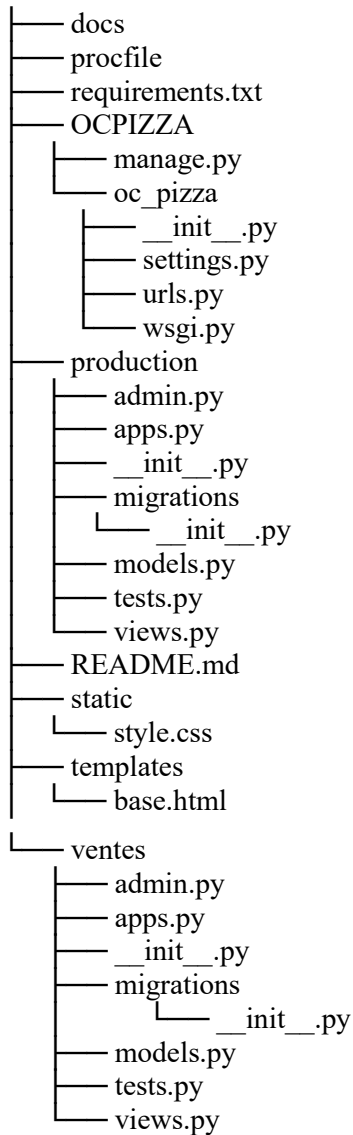 docs
procfile
requirements.txt
OCPIZZA
manage.py
oc_pizza
__init__.py
settings.py
urls.py
wsgi.py
production
admin.py
apps.py
__init__.py
migrations
__init__.py
models.py
tests.py
views.py
README.md
static
style.css
templates
base.html
ventes
admin.py
apps.py
__init__.py
migrations
__init__.py
models.py
tests.py
views.py